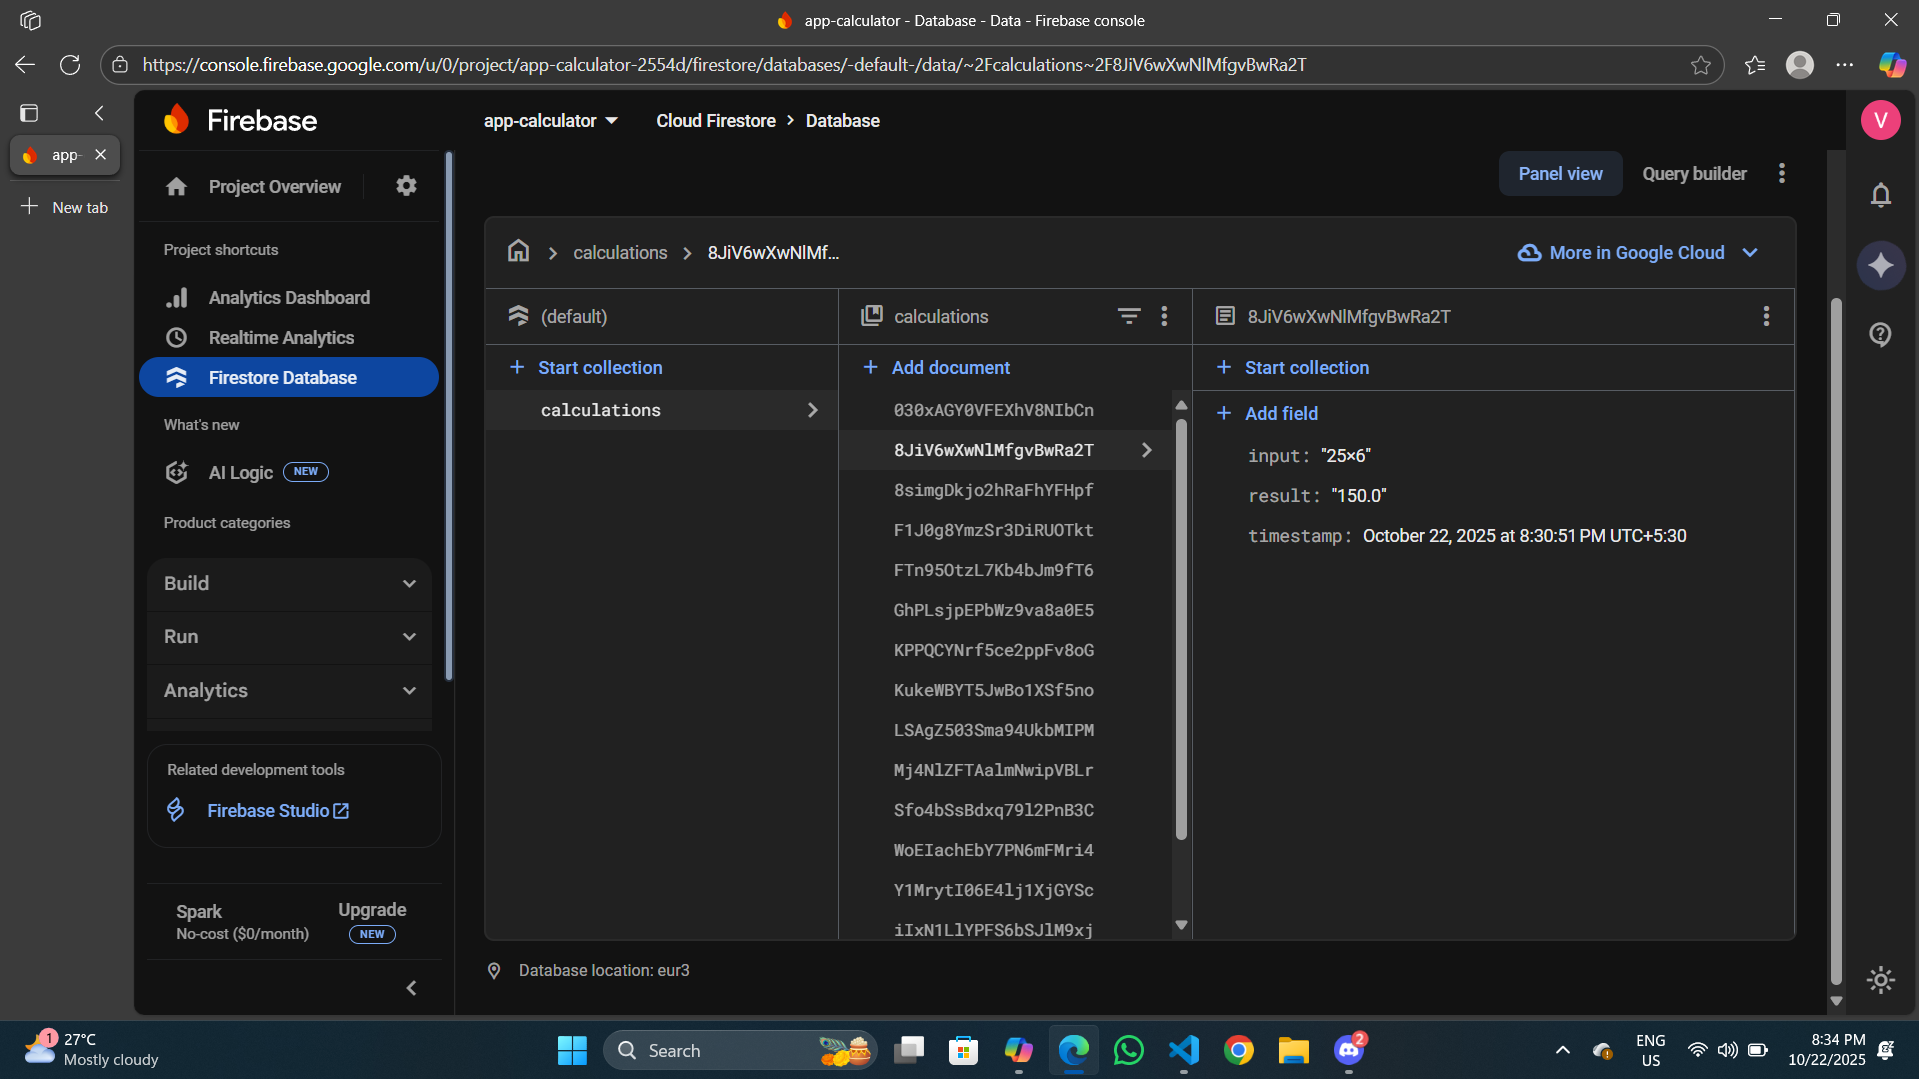 app-calculator - Database - Data - Firebase console
https://console.firebase.google.com/u/0/project/app-calculator-2554d/firestore/databases/-default-/data/~2Fcalculations~2F8JiV6wXwNlMfgvBwRa2T
app-
New tab
Firebase
app-calculator
Cloud Firestore > Database
V
Project Overview
Panel view
Query builder
Project shortcuts
Analytics Dashboard
Realtime Analytics
Firestore Database
What's new
AI Logic NEW
Product categories
Build
Run
Analytics
Related development tools
Firebase Studio
Spark
No-cost ($0/month)
Upgrade
NEW
calculations > 8JiV6wXwNlMf...
More in Google Cloud
(default)
+ Start collection
calculations
calculations
+ Add document
030xAGY0VFEXhV8NIbCn
8JiV6wXwNlMfgvBwRa2T
8simgDkjo2hRaFhYFHpf
F1J0g8YmzSr3DiRUOTkt
FTn95OtzL7Kb4bJm9fT6
GhPLsjpEPbWz9va8a0E5
KPPQCYNrf5ce2ppFv8oG
KukeWBYT5JwBo1XSf5no
LSAgZ503Sma94UkbMIPM
Mj4NlZFTAalmNwipVBLr
Sfo4bSsBdxq79l2PnB3C
WoEIachEbY7PN6mFMri4
Y1MrytI06E4lj1XjGYSc
iIxN1LlYPFS6bSJlM9xj
8JiV6wXwNlMfgvBwRa2T
+ Start collection
+ Add field
input: "25×6"
result: "150.0"
timestamp: October 22, 2025 at 8:30:51 PM UTC+5:30
Database location: eur3
1
27°C
Mostly cloudy
Search
2
ENG
US
8:34 PM
10/22/2025